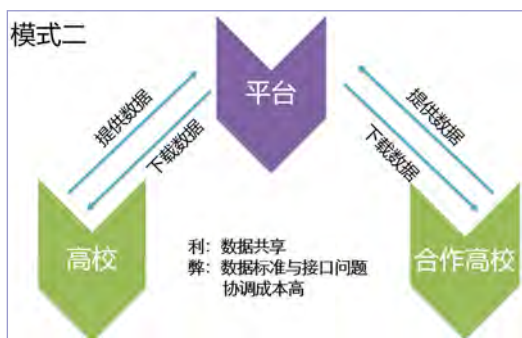 模式二
平台
提供数据
下载数据
提供数据
下载数据
高校
利：数据共享
弊：数据标准与接口问题
协调成本高
合作高校